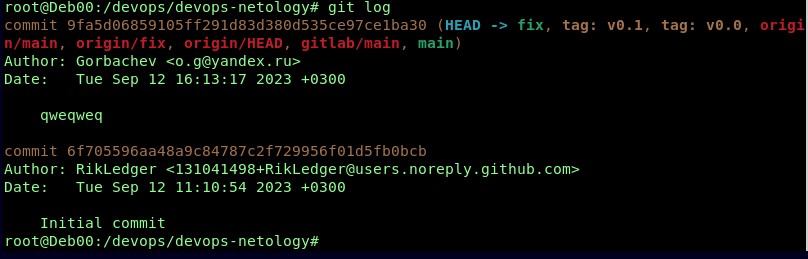 root@Deb00:/devops/devops-netology# git log
commit 9fa5d06859105ff291d83d380d535ce97ce1ba30 (HEAD -> fix, tag: v0.1, tag: v0.0, origi
n/main, origin/fix, origin/HEAD, gitlab/main, main)
Author: Gorbachev <o.g@yandex.ru>
Date:   Tue Sep 12 16:13:17 2023 +0300
qweqweq
commit 6f705596aa48a9c84787c2f729956f01d5fb0bcb
Author: RikLedger <131041498+RikLedger@users.noreply.github.com>
Date:   Tue Sep 12 11:10:54 2023 +0300
Initial commit
root@Deb00:/devops/devops-netology#